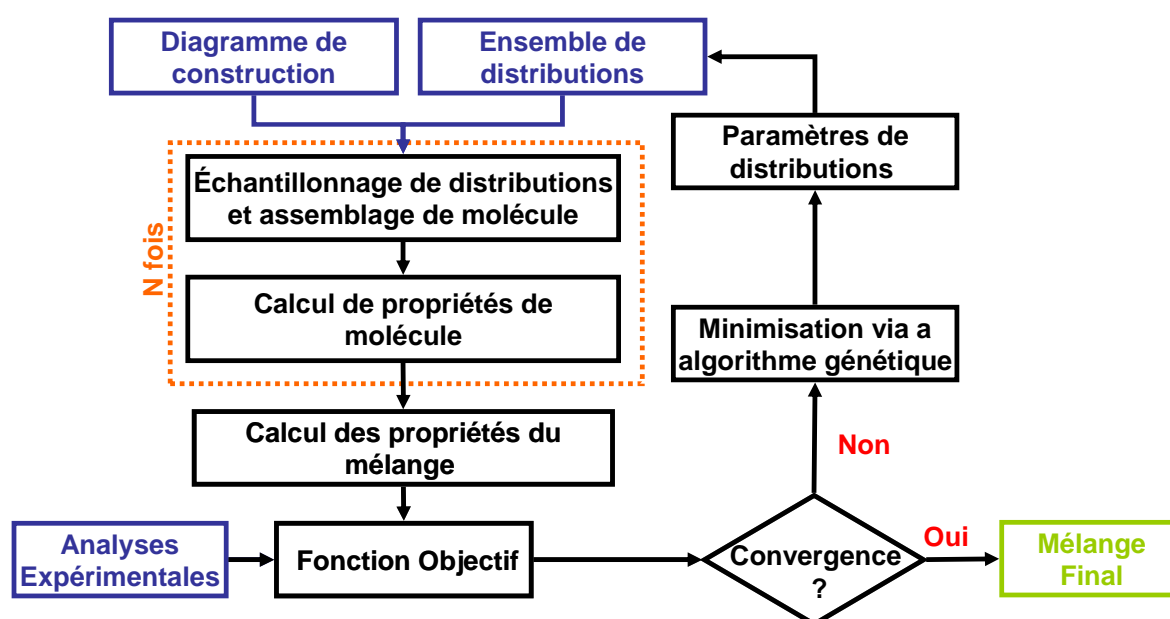 Diagramme de
construction
Ensemble de
distributions
Paramètres de
distributions
Échantillonnage de distributions
et assemblage de molécule
N fois
Calcul de propriétés de
molécule
Minimisation via a
algorithme génétique
Calcul des propriétés du
mélange
Non
Analyses
Expérimentales
Fonction Objectif
Convergence
?
Oui
Mélange
Final